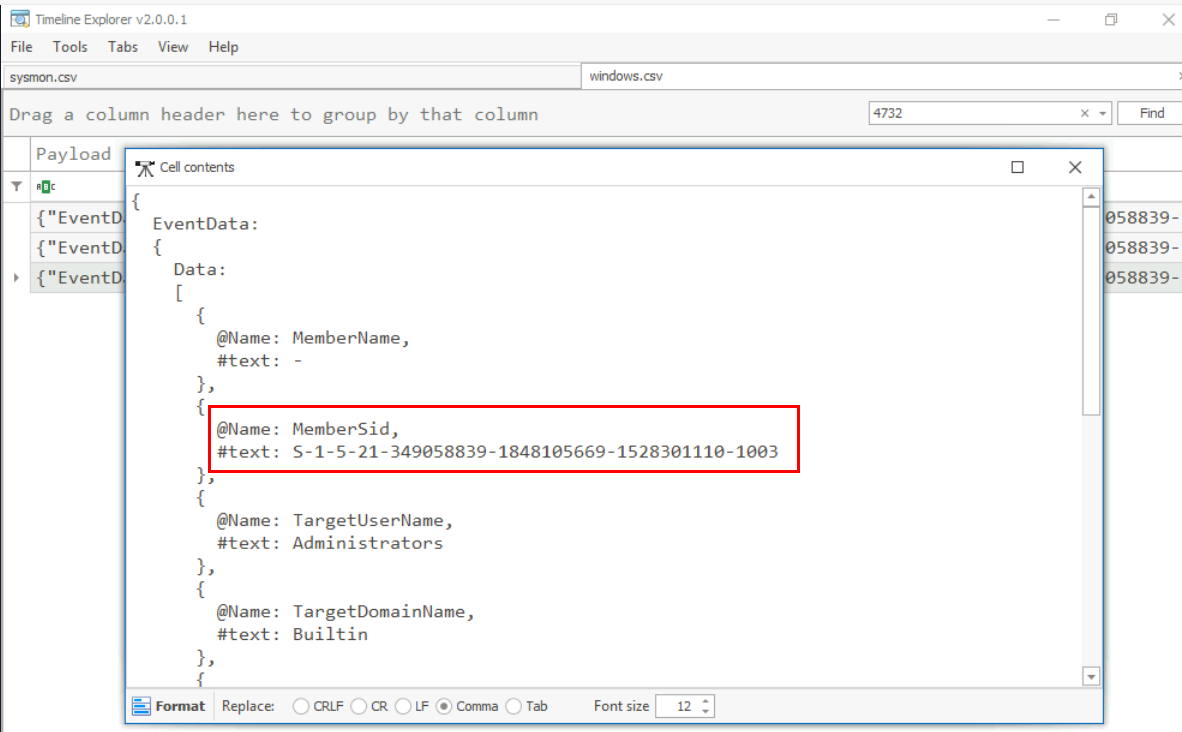 Timeline Explorer v2.0.0.1
File Tools Tabs View Help
sysmon.csv
windows.csv
Drag a column header here to group by that column
4732
Find
Payload
Cell contents
{
{"EventD
{"EventD
{"EventD
058839-
058839-
058839-
EventData:
{
Data:
[
{
@Name: MemberName,
#text: -
},
{
@Name: MemberSid,
#text: S-1-5-21-349058839-1848105669-1528301110-1003
},
{
@Name: TargetUserName,
#text: Administrators
},
{
@Name: TargetDomainName,
#text: Builtin
},
{
Format Replace: CRLF CR LF Comma Tab Font size 12